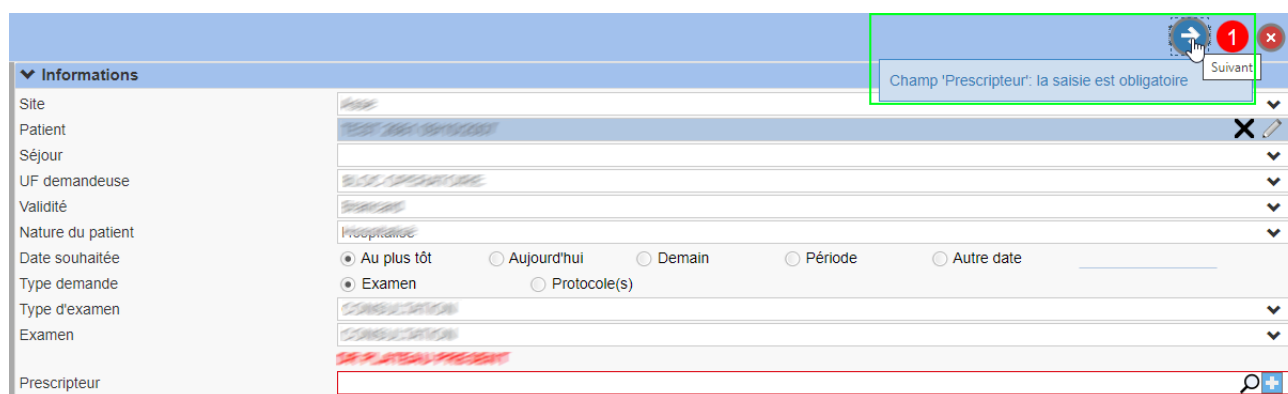 1
Suivant
Champ 'Prescripteur': la saisie est obligatoire
Informations
Site
Patient
Séjour
UF demandeuse
Validité
Nature du patient
Date souhaitée Au plus tôt Aujourd'hui Demain Période Autre date
Type demande Examen Protocole(s)
Type d'examen
Examen
Prescripteur